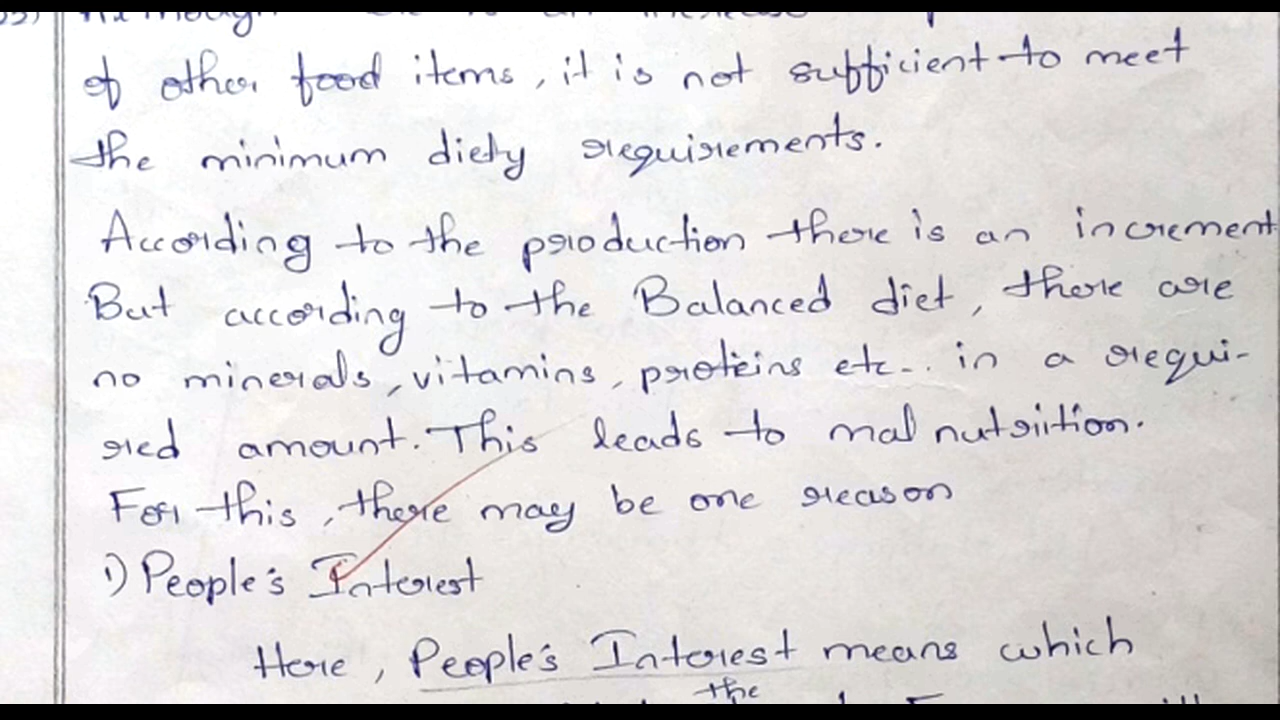 of other food items, it is not sufficient to meet
the minimum diety requirements.
According to the production there is an increment
But according to the Balanced diet, there are
no minerals, vitamins, proteins etc.. in a requi-
red amount. This leads to mal nutrition.
For this, there may be one reason
1) People's Interest
Here, People's Interest means which
the